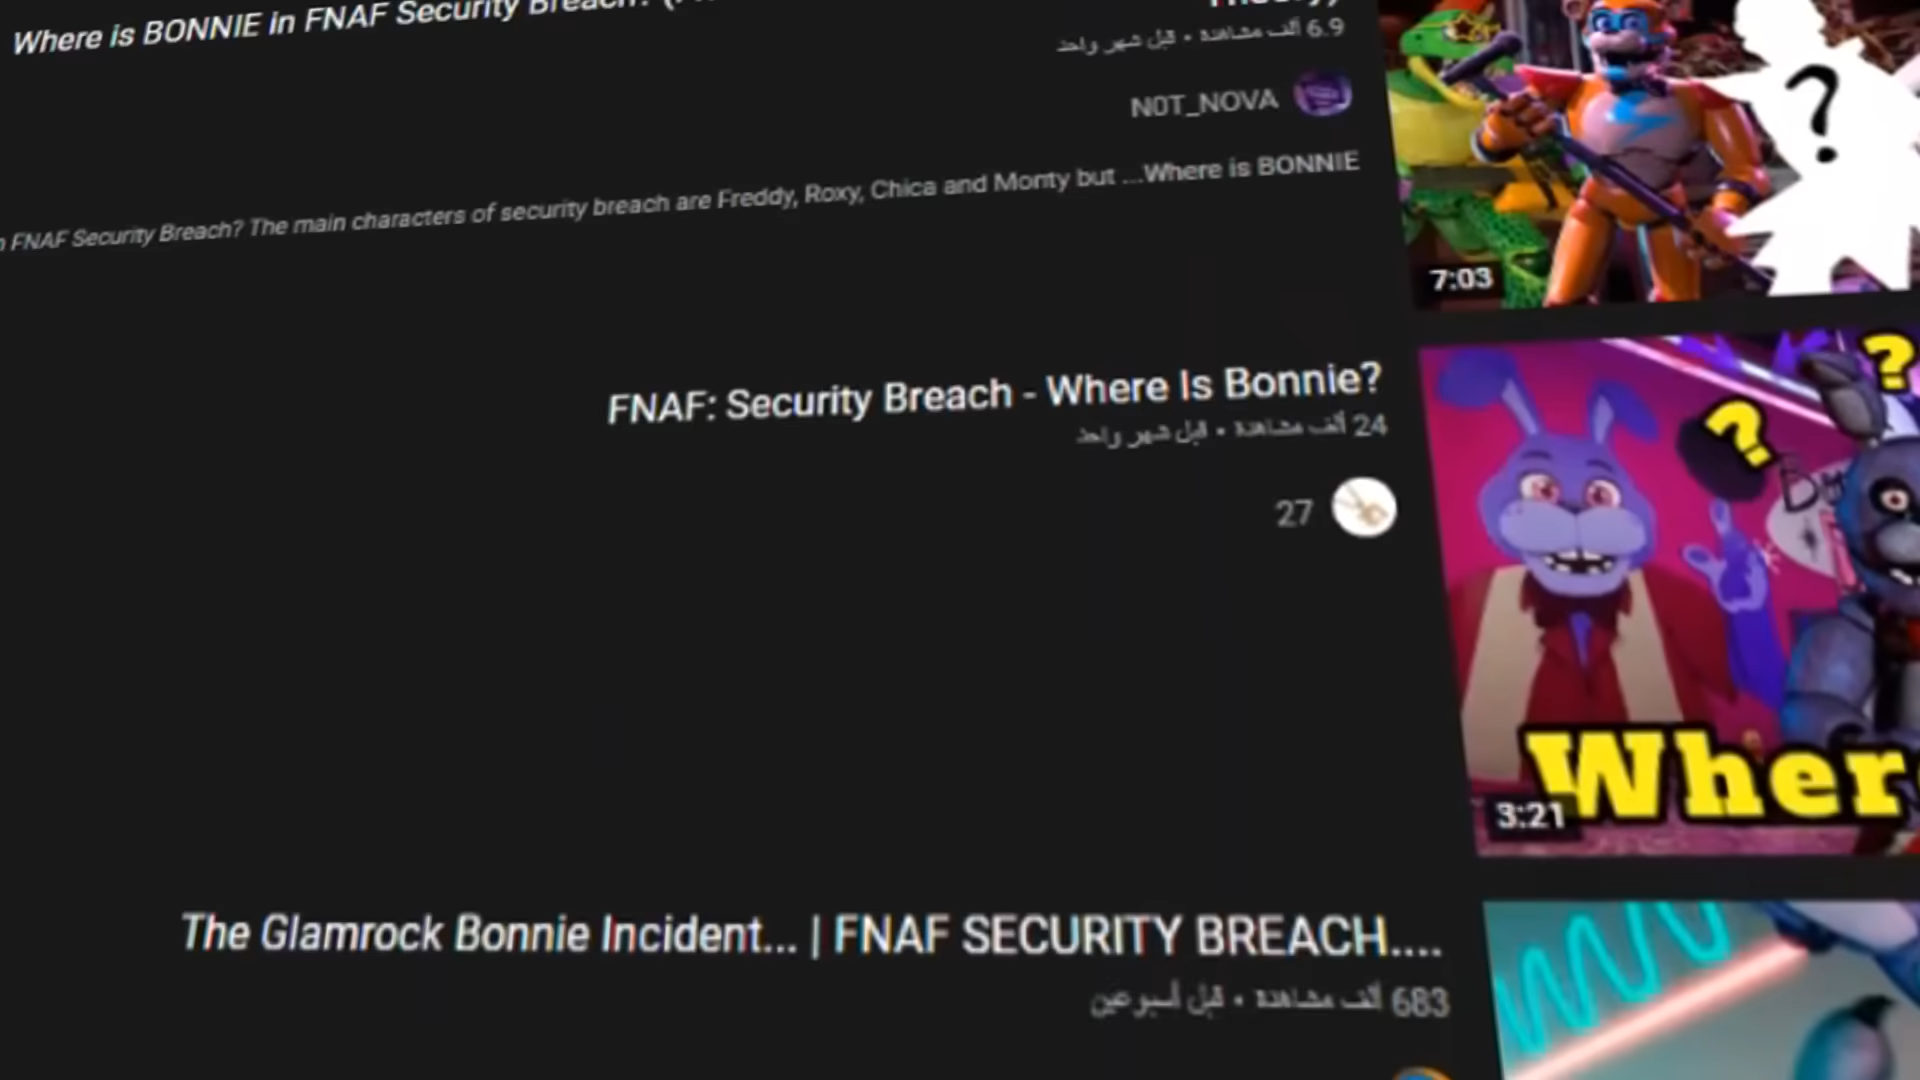 Where is BONNIE in FNAF Security Breach?
6.9 ألف مشاهدة • قبل شهر واحد
N0T_NOVA
FNAF Security Breach? The main characters of security breach are Freddy, Roxy, Chica and Monty but ...Where is BONNIE
?
7:03
FNAF: Security Breach - Where Is Bonnie?
24 ألف مشاهدة • قبل شهر واحد
27
?
?
Wher
3:21
The Glamrock Bonnie Incident... | FNAF SECURITY BREACH....
683 ألف مشاهدة • قبل أسبوعين